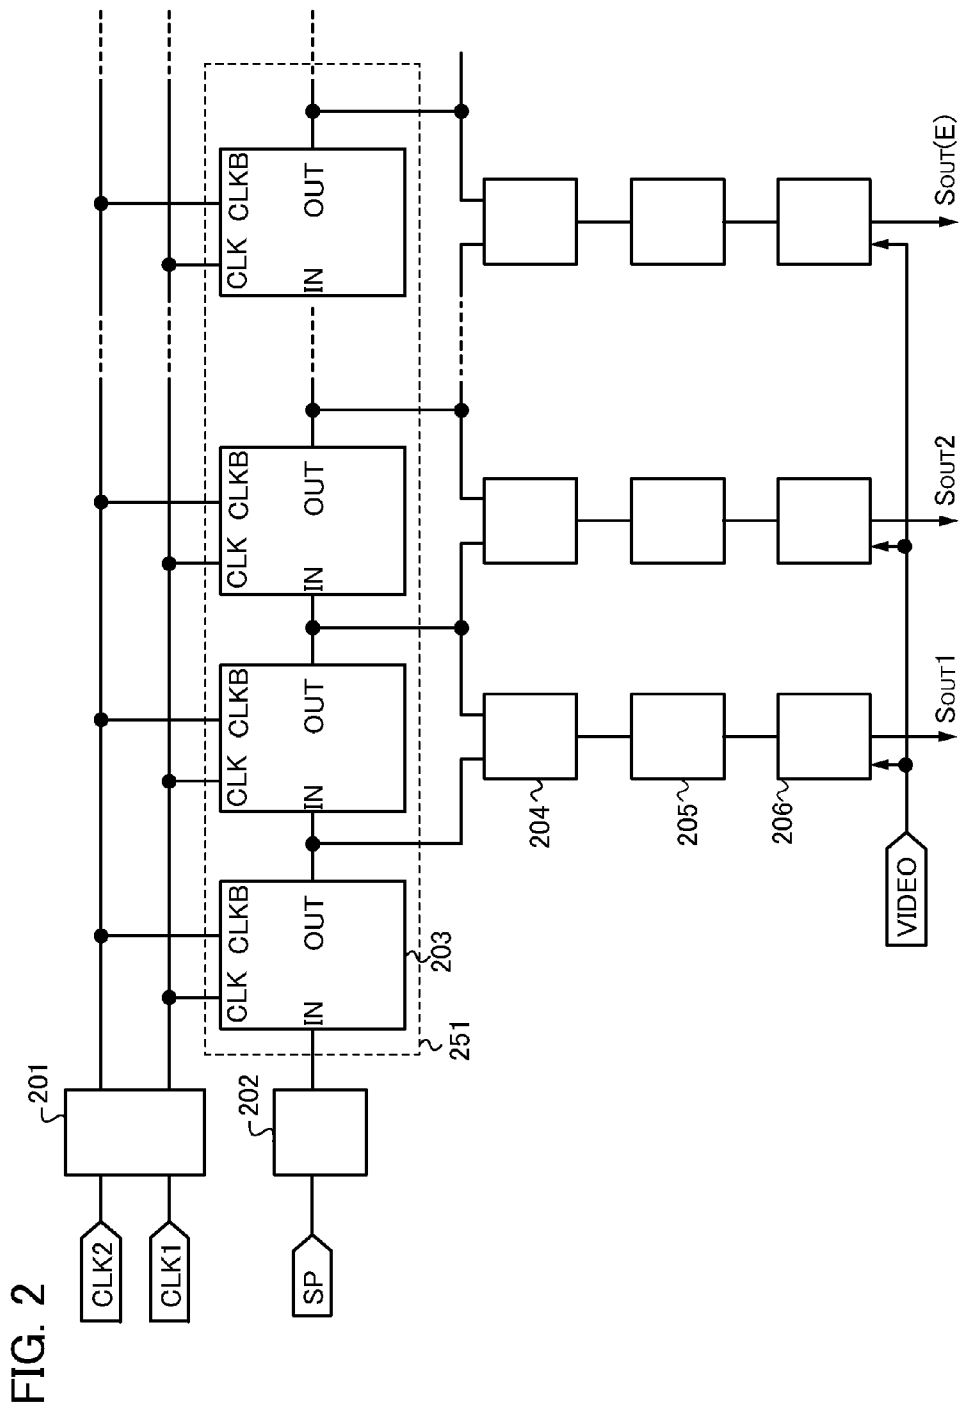 FIG. 2
CLK2
CLK1
SP
201
202
251
203
CLK CLKB
IN OUT
CLK CLKB
IN OUT
CLK CLKB
IN OUT
CLK CLKB
IN OUT
204
205
206
VIDEO
SOUT1
SOUT2
SOUT(E)